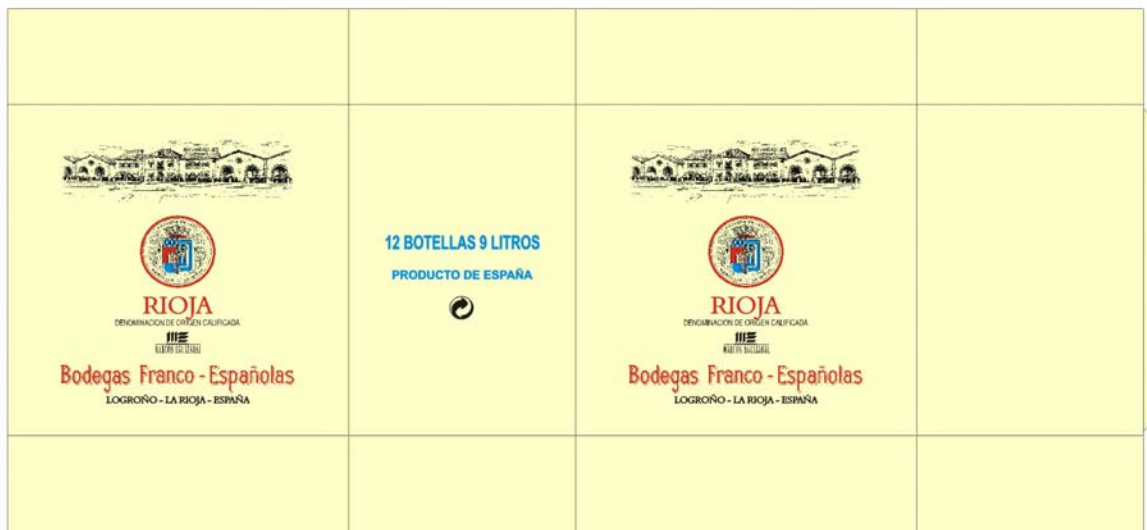 RIOJA
DENOMINACION DE ORIGEN CALIFICADA
Bodegas Franco - Españolas
LOGROÑO - LA RIOJA - ESPAÑA
12 BOTELLAS 9 LITROS
PRODUCTO DE ESPAÑA
RIOJA
DENOMINACION DE ORIGEN CALIFICADA
Bodegas Franco - Españolas
LOGROÑO - LA RIOJA - ESPAÑA